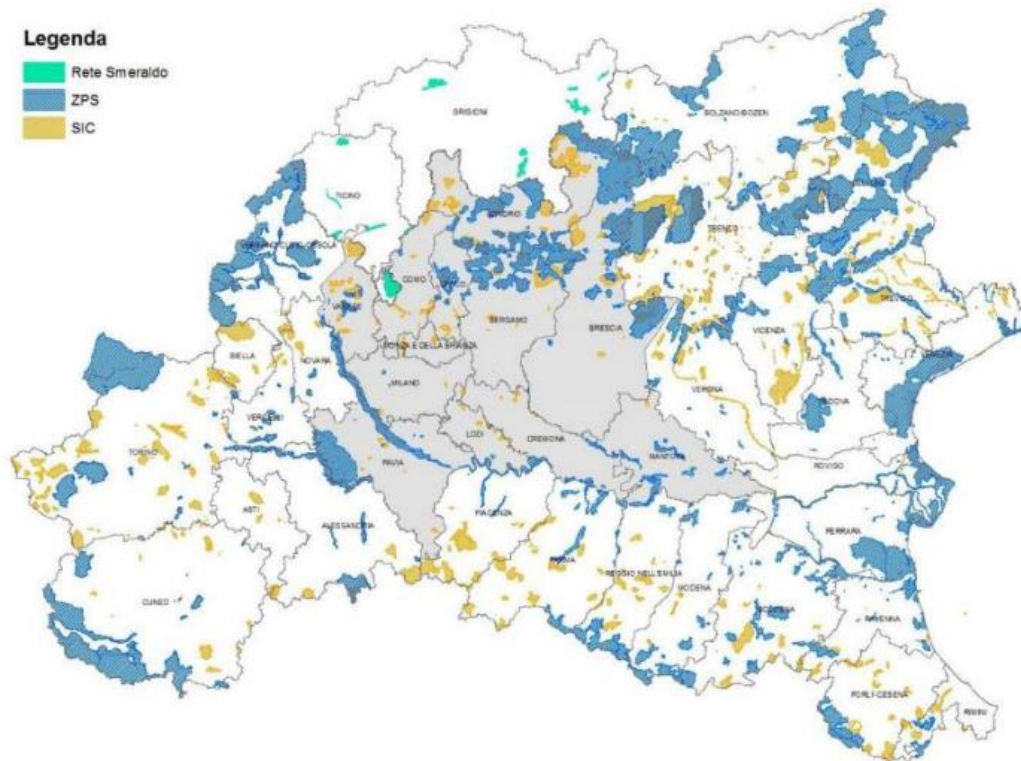 Legenda
Rete Smeraldo
ZPS
SIC
GRIGIONI
BOLZANO/BOZEN
TICINO
SONDRIO
TRENTO
COMO
TREVISO
BERGAMO
BRESCIA
VICENZA
BIELLA
NOVARA
MONZA E DELLA BRIANZA
VENEZIA
MILANO
VERONA
PADOVA
VERCELLI
LODI
CREMONA
TORINO
PAVIA
MANTOVA
ROVIGO
ASTI
PIACENZA
ALESSANDRIA
FERRARA
PARMA
REGGIO NELL'EMILIA
MODENA
CUNEO
BOLOGNA
RAVENNA
FORLI'-CESENA
RIMINI